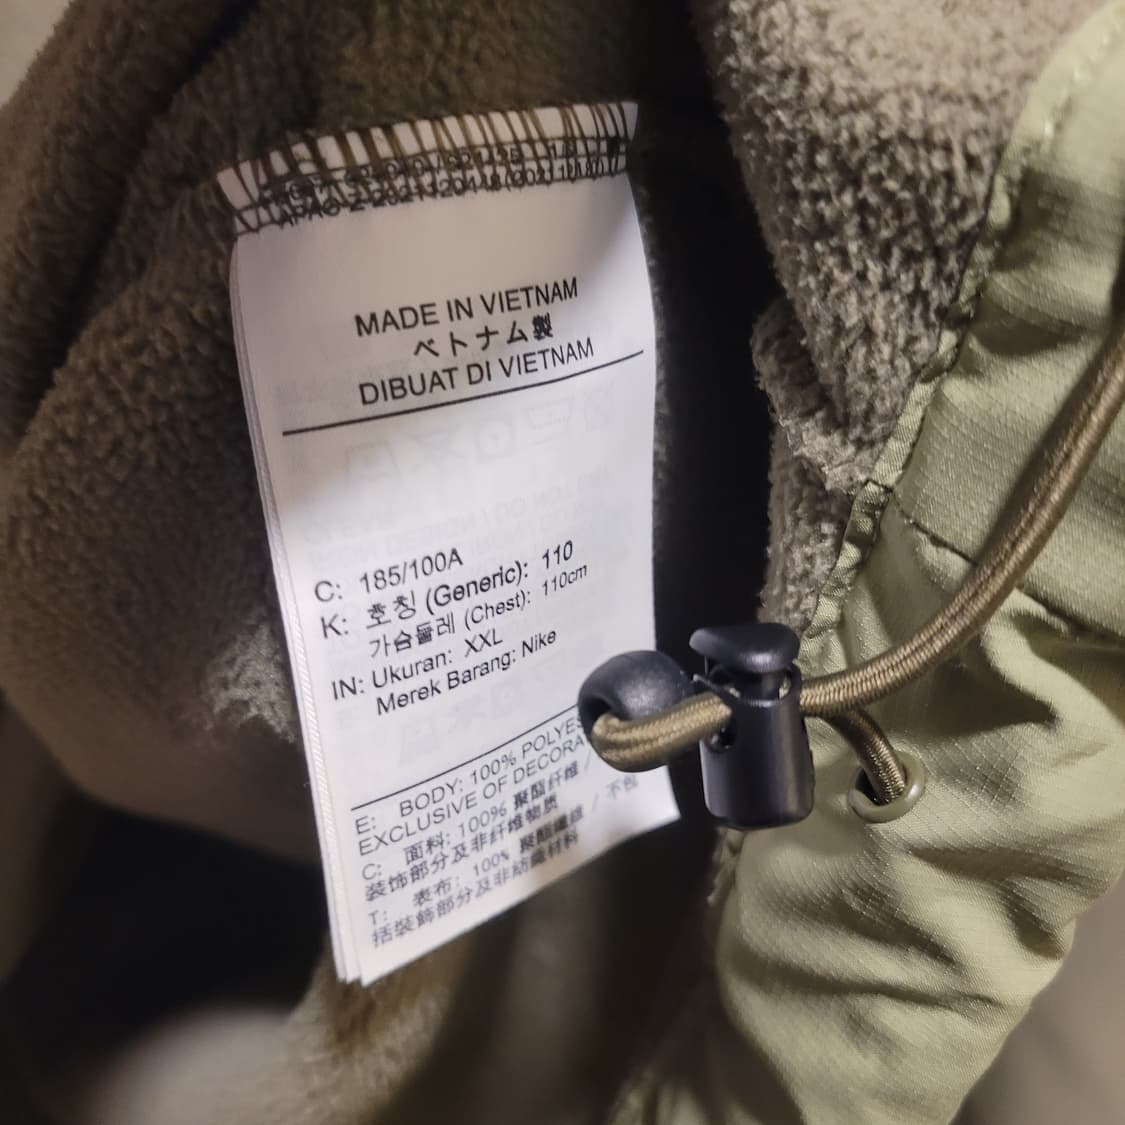 MADE IN VIETNAM
ベトナム製
DIBUAT DI VIETNAM
C: 185/100A
K: 호칭 (Generic): 110
가슴둘레 (Chest): 110cm
IN: Ukuran: XXL
Merek Barang: Nike
E: BODY: 100% POLYES
EXCLUSIVE OF DECORA
C: 面料: 100% 聚酯纤维 /
装饰部分及非纤维物质
T: 表布: 100% 聚酯纖維 / 不包
括裝飾部分及非紡織材料